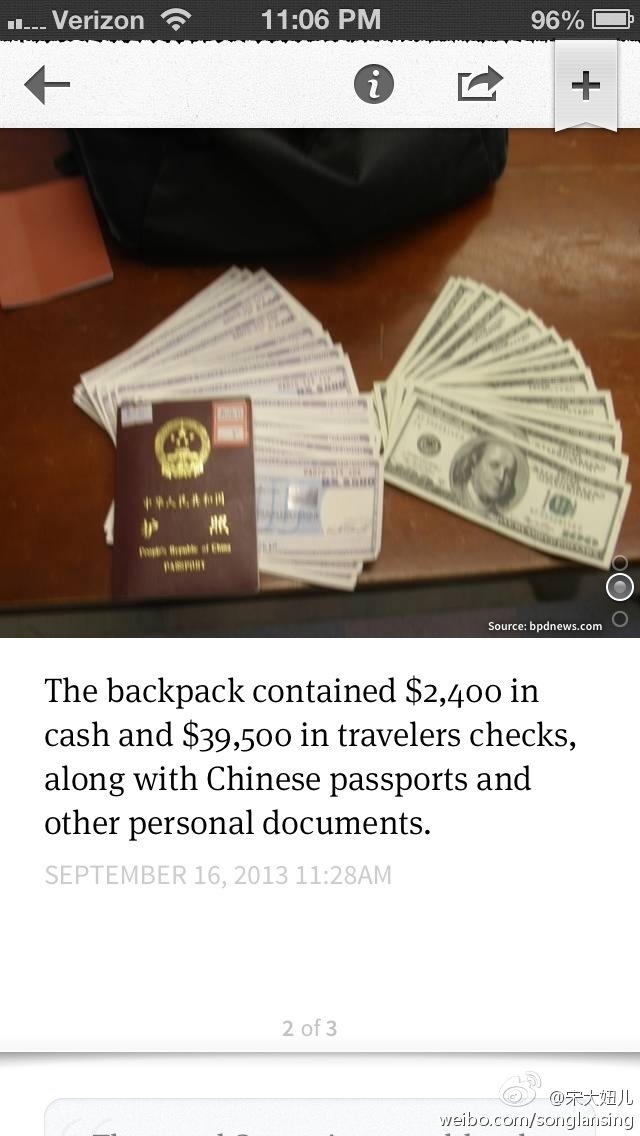 Verizon 11:06 PM 96%
中华人民共和国
护 照
People's Republic of China
PASSPORT
Source: bpdnews.com
The backpack contained $2,400 in
cash and $39,500 in travelers checks,
along with Chinese passports and
other personal documents.
SEPTEMBER 16, 2013 11:28AM
2 of 3
@宋大妞儿
weibo.com/songlansing